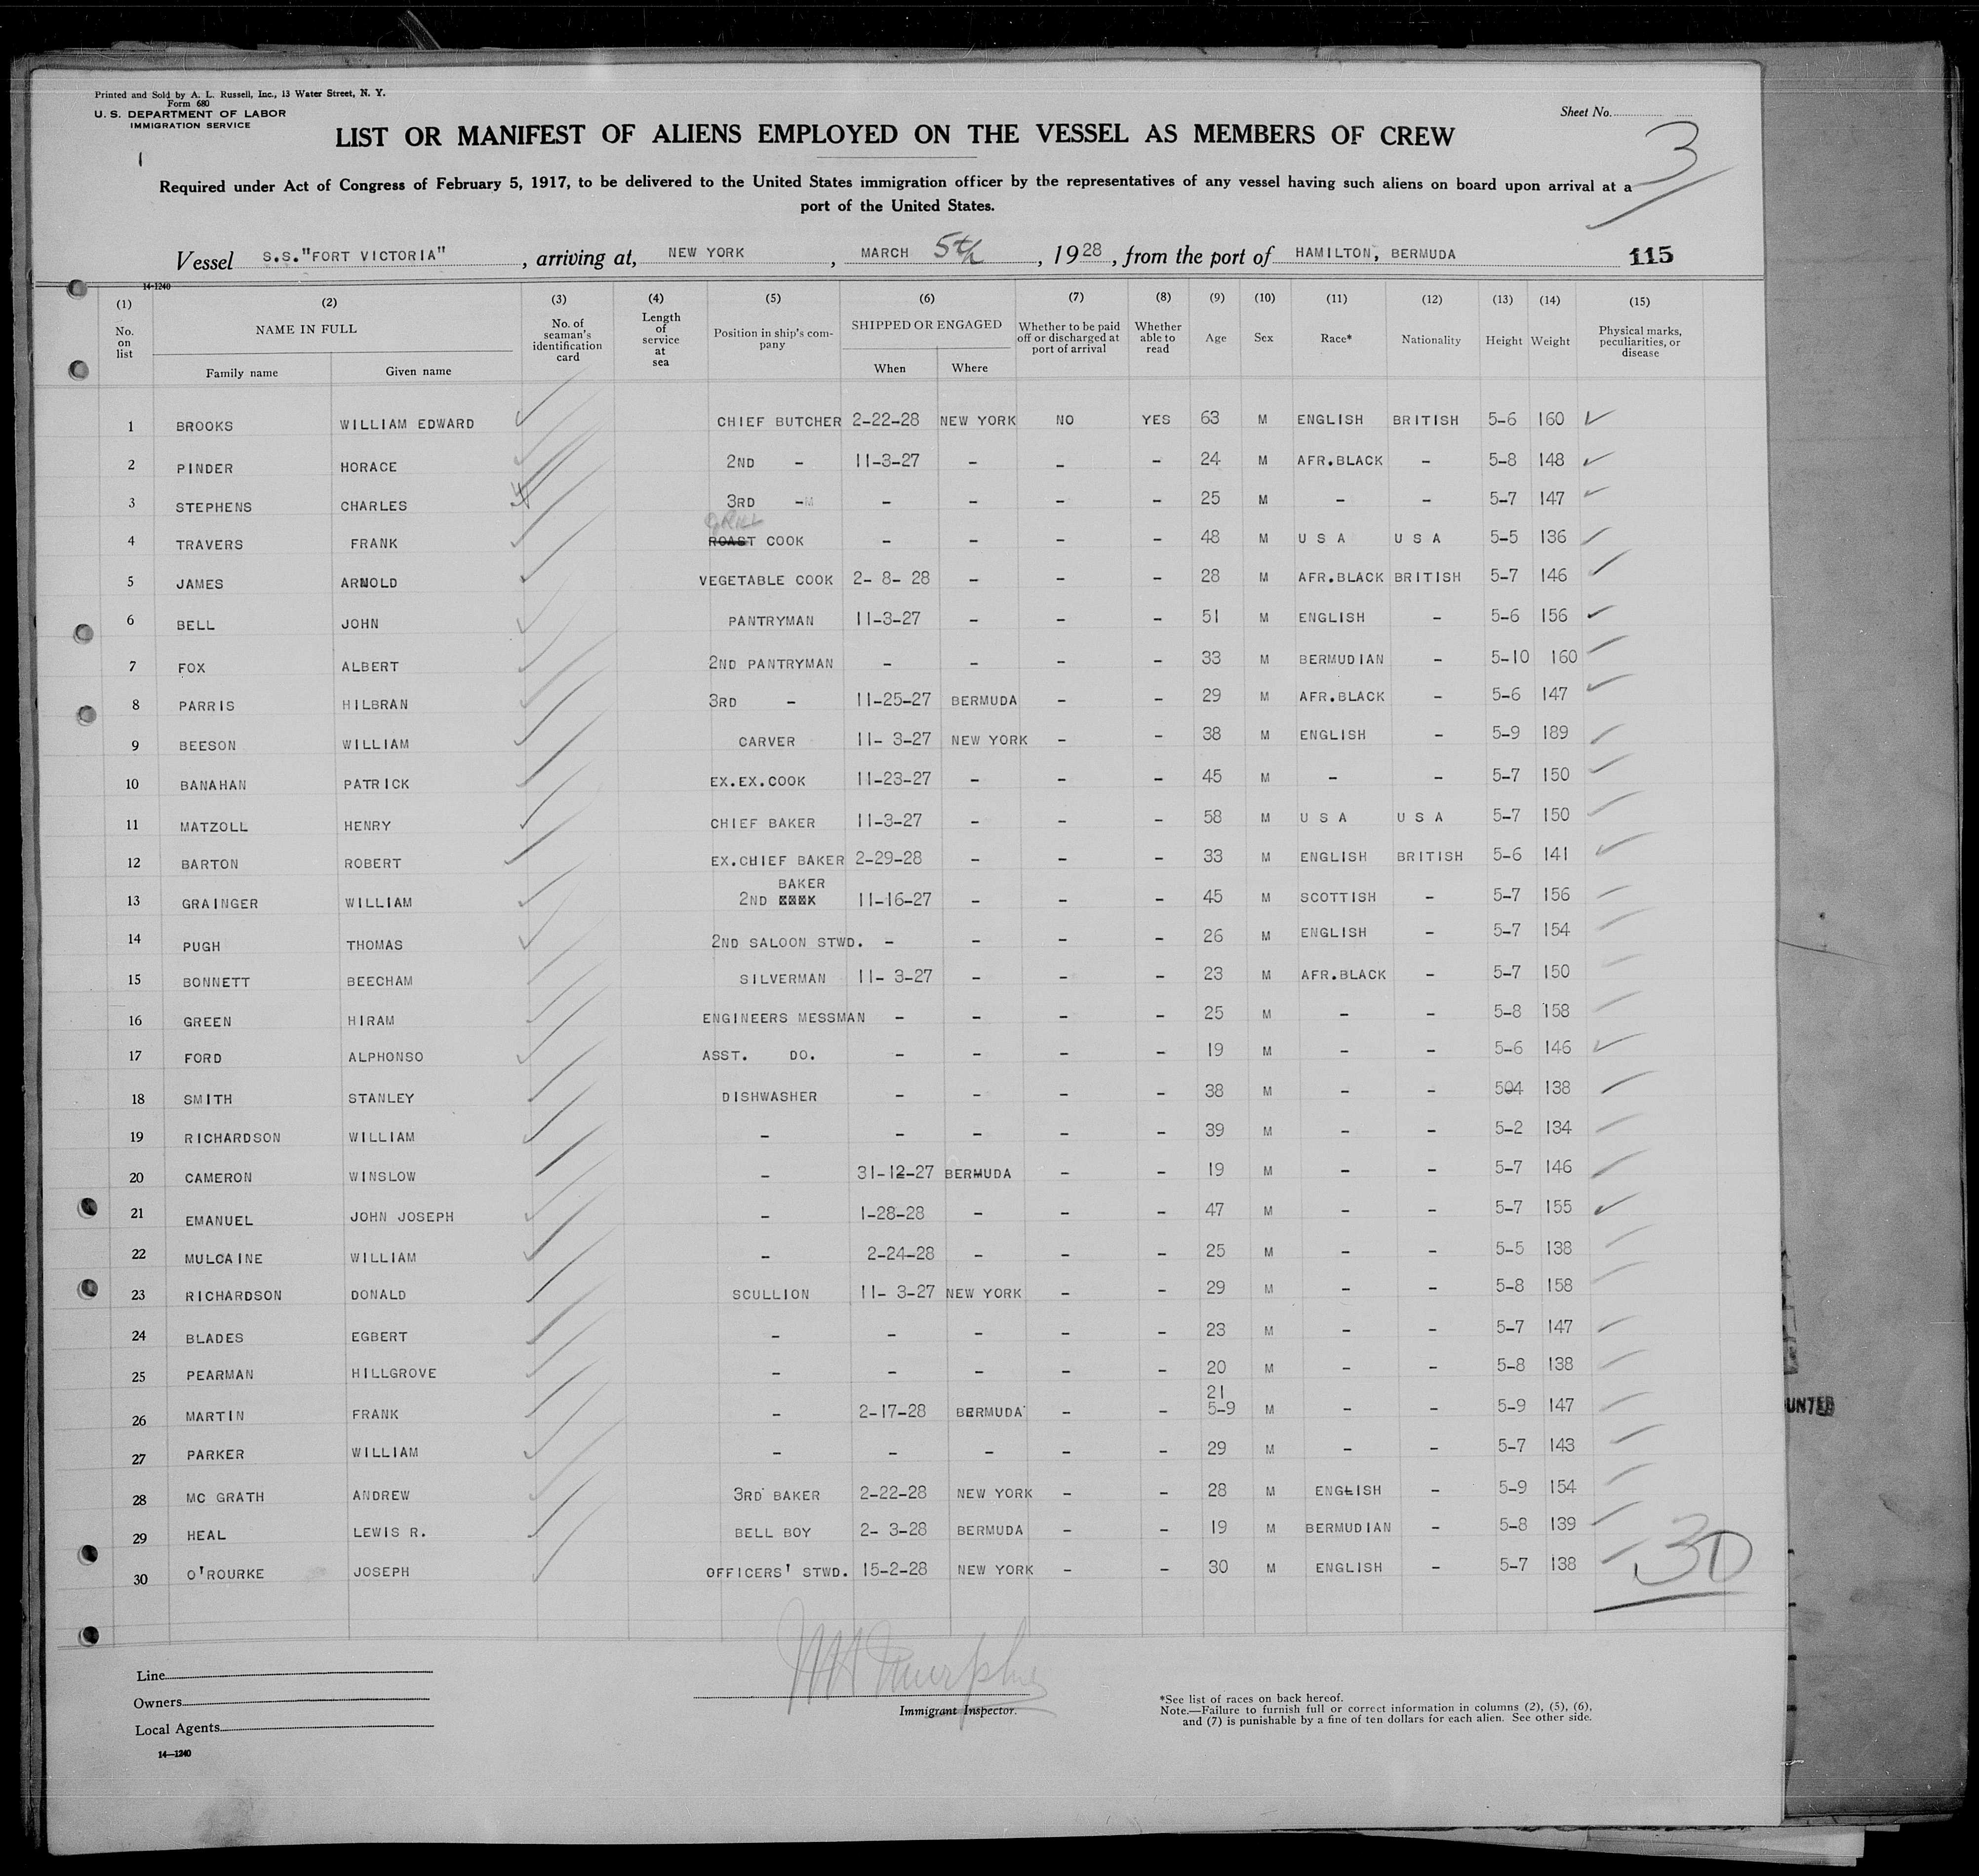 Printed and Sold by A. L. Russell, Inc., 13 Water Street, N. Y.
Form 680
U. S. DEPARTMENT OF LABOR
IMMIGRATION SERVICE
Sheet No.
3
LIST OR MANIFEST OF ALIENS EMPLOYED ON THE VESSEL AS MEMBERS OF CREW
Required under Act of Congress of February 5, 1917, to be delivered to the United States immigration officer by the representatives of any vessel having such aliens on board upon arrival at a
port of the United States.
Vessel S.S."FORT VICTORIA", arriving at, NEW YORK, MARCH 5th, 1928, from the port of HAMILTON, BERMUDA 115
14-1240
(1) (2) (3) (4) (5) (6) (7) (8) (9) (10) (11) (12) (13) (14) (15)
No. on list NAME IN FULL Family name Given name No. of seaman's identification card Length of service at sea Position in ship's company SHIPPED OR ENGAGED When Where Whether to be paid off or discharged at port of arrival Whether able to read Age Sex Race* Nationality Height Weight Physical marks, peculiarities, or disease
1 BROOKS WILLIAM EDWARD CHIEF BUTCHER 2-22-28 NEW YORK NO YES 63 M ENGLISH BRITISH 5-6 160
2 PINDER HORACE 2ND - 11-3-27 - - - 24 M AFR.BLACK - 5-8 148
3 STEPHENS CHARLES 3RD - - - - - 25 M - - 5-7 147
GRILL
4 TRAVERS FRANK ROAST COOK - - - - 48 M U S A U S A 5-5 136
5 JAMES ARNOLD VEGETABLE COOK 2- 8- 28 - - - 28 M AFR.BLACK BRITISH 5-7 146
6 BELL JOHN PANTRYMAN 11-3-27 - - - 51 M ENGLISH - 5-6 156
7 FOX ALBERT 2ND PANTRYMAN - - - - 33 M BERMUDIAN - 5-10 160
8 PARRIS HILBRAN 3RD - 11-25-27 BERMUDA - - 29 M AFR.BLACK - 5-6 147
9 BEESON WILLIAM CARVER 11- 3-27 NEW YORK - - 38 M ENGLISH - 5-9 189
10 BANAHAN PATRICK EX.EX.COOK 11-23-27 - - - 45 M - - 5-7 150
11 MATZOLL HENRY CHIEF BAKER 11-3-27 - - - 58 M U S A U S A 5-7 150
12 BARTON ROBERT EX.CHIEF BAKER 2-29-28 - - - 33 M ENGLISH BRITISH 5-6 141
BAKER
13 GRAINGER WILLIAM 2ND 11-16-27 - - - 45 M SCOTTISH - 5-7 156
14 PUGH THOMAS 2ND SALOON STWD. - - - - 26 M ENGLISH - 5-7 154
15 BONNETT BEECHAM SILVERMAN 11- 3-27 - - - 23 M AFR.BLACK - 5-7 150
16 GREEN HIRAM ENGINEERS MESSMAN - - - - 25 M - - 5-8 158
17 FORD ALPHONSO ASST. DO. - - - - 19 M - - 5-6 146
18 SMITH STANLEY DISHWASHER - - - - 38 M - - 504 138
19 RICHARDSON WILLIAM - - - - - 39 M - - 5-2 134
20 CAMERON WINSLOW - 31-12-27 BERMUDA - - 19 M - - 5-7 146
21 EMANUEL JOHN JOSEPH - 1-28-28 - - - 47 M - - 5-7 155
22 MULCAINE WILLIAM - 2-24-28 - - - 25 M - - 5-5 138
23 RICHARDSON DONALD SCULLION 11- 3-27 NEW YORK - - 29 M - - 5-8 158
24 BLADES EGBERT - - - - - 23 M - - 5-7 147
25 PEARMAN HILLGROVE - - - - - 20 M - - 5-8 138
21
26 MARTIN FRANK - 2-17-28 BERMUDA - - 5-9 M - - 5-9 147
27 PARKER WILLIAM - - - - - 29 M - - 5-7 143
28 MC GRATH ANDREW 3RD BAKER 2-22-28 NEW YORK - - 28 M ENGLISH - 5-9 154
29 HEAL LEWIS R. BELL BOY 2- 3-28 BERMUDA - - 19 M BERMUDIAN - 5-8 139
30 O'ROURKE JOSEPH OFFICERS' STWD. 15-2-28 NEW YORK - - 30 M ENGLISH - 5-7 138
30
Line
Owners
Local Agents
14—1240
Murphy
Immigrant Inspector.
*See list of races on back hereof.
Note.—Failure to furnish full or correct information in columns (2), (5), (6),
and (7) is punishable by a fine of ten dollars for each alien. See other side.